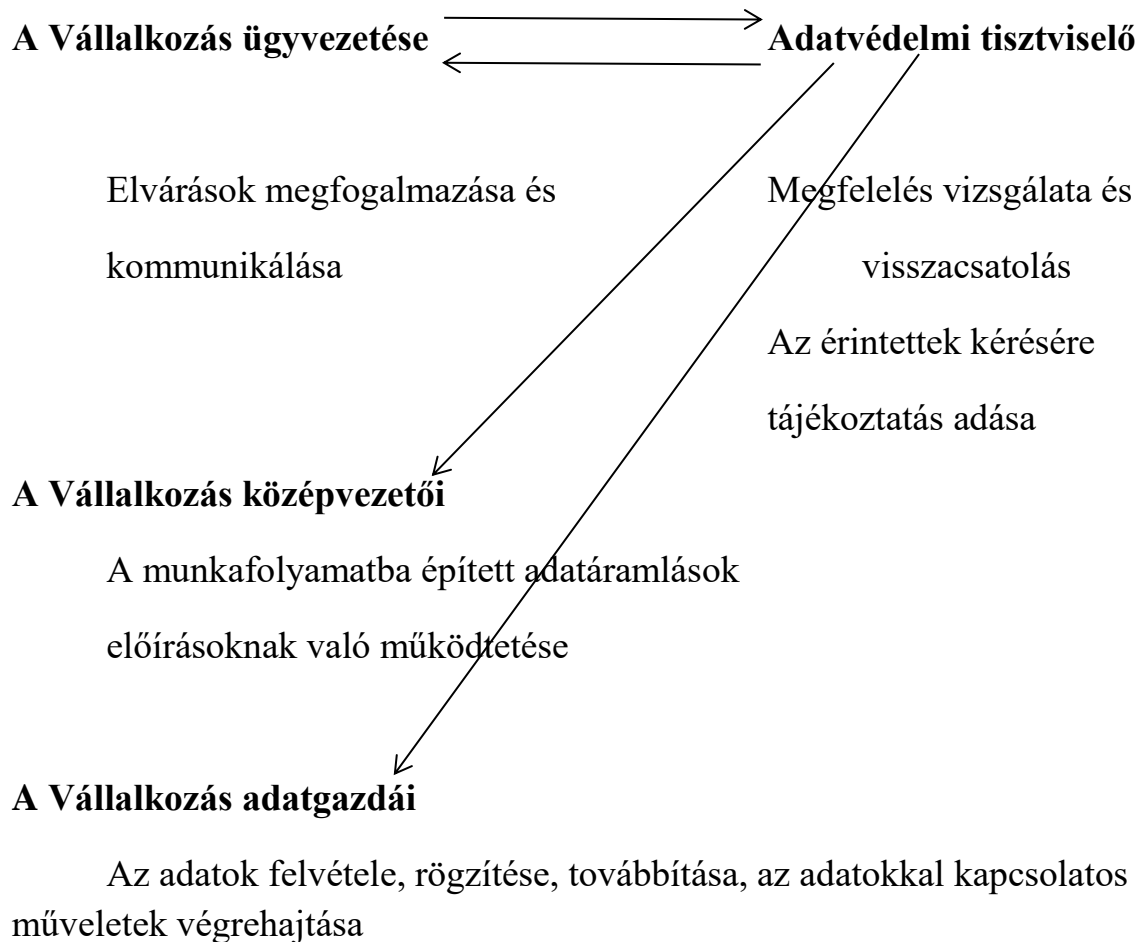 A Vállalkozás ügyvezetése
Adatvédelmi tisztviselő
Elvárások megfogalmazása és
kommunikálása
Megfelelés vizsgálata és
visszacsatolás
Az érintettek kérésére
tájékoztatás adása
A Vállalkozás középvezetői
A munkafolyamatba épített adatáramlások
előírásoknak való működtetése
A Vállalkozás adatgazdái
Az adatok felvétele, rögzítése, továbbítása, az adatokkal kapcsolatos
műveletek végrehajtása